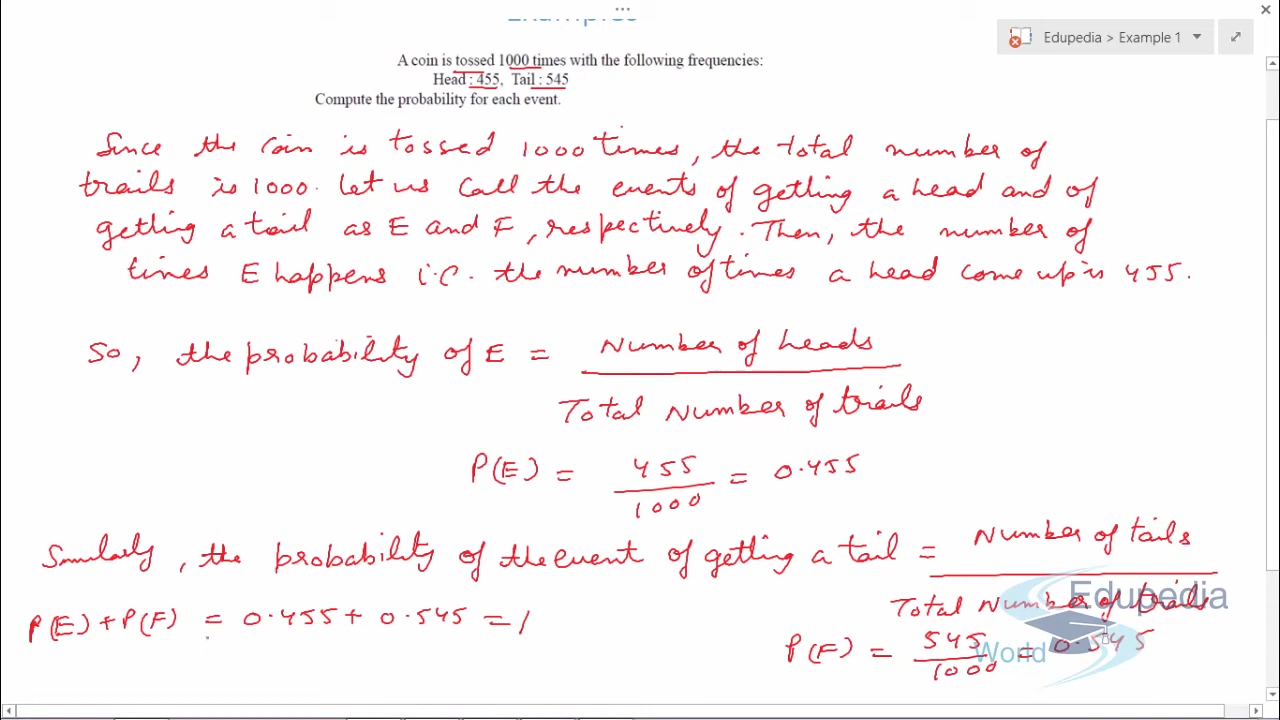 Examples
Edupedia > Example 1
A coin is tossed 1000 times with the following frequencies:
Head : 455, Tail : 545
Compute the probability for each event.
Since the coin is tossed 1000 times, the total number of
trails is 1000. let us call the events of getting a head and of
getting a tail as E and F, respectively. Then, the number of
times E happens i.e. the number of times a head come up is 455.
So, the probability of E = Number of heads
Total Number of trails
P(E) = 455/1000 = 0.455
Similarly, the probability of the event of getting a tail = Number of tails
Total Number of trails
P(E) + P(F) = 0.455 + 0.545 = 1
P(F) = 545/1000 = 0.545
Edupedia
World